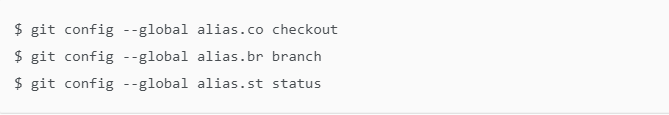 $ git config --global alias.co checkout
$ git config --global alias.br branch
$ git config --global alias.st status